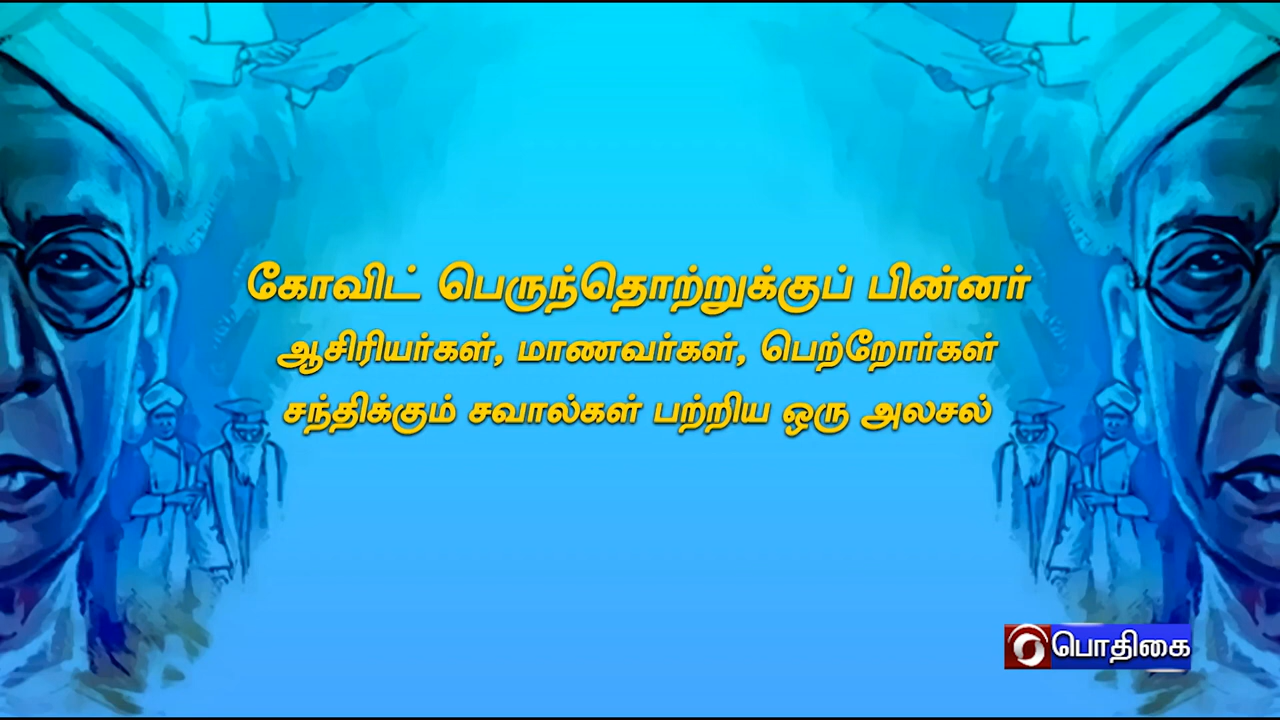 கோவிட் பெருந்தொற்றுக்குப் பின்னர்
ஆசிரியர்கள், மாணவர்கள், பெற்றோர்கள்
சந்திக்கும் சவால்கள் பற்றிய ஒரு அலசல்
பொதிகை